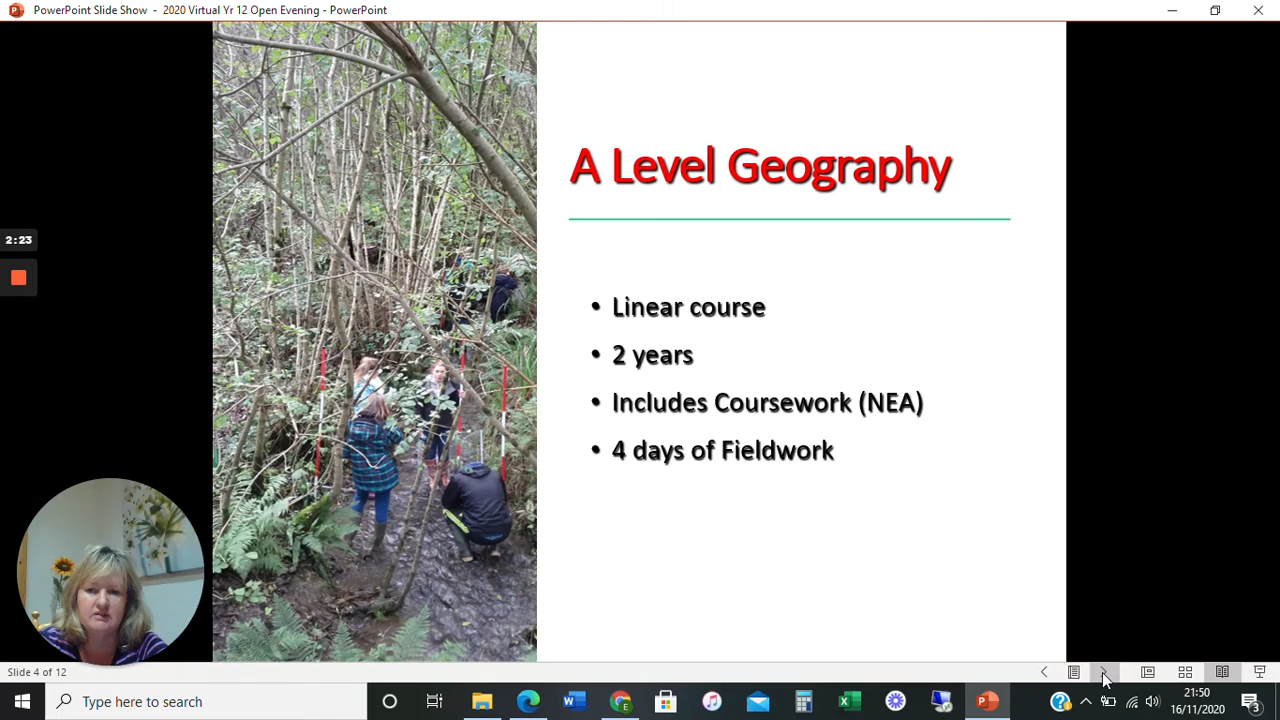 PowerPoint Slide Show - 2020 Virtual Yr 12 Open Evening - PowerPoint
A Level Geography
2:23
• Linear course
• 2 years
• Includes Coursework (NEA)
• 4 days of Fieldwork
Slide 4 of 12
Type here to search
21:50
16/11/2020
3